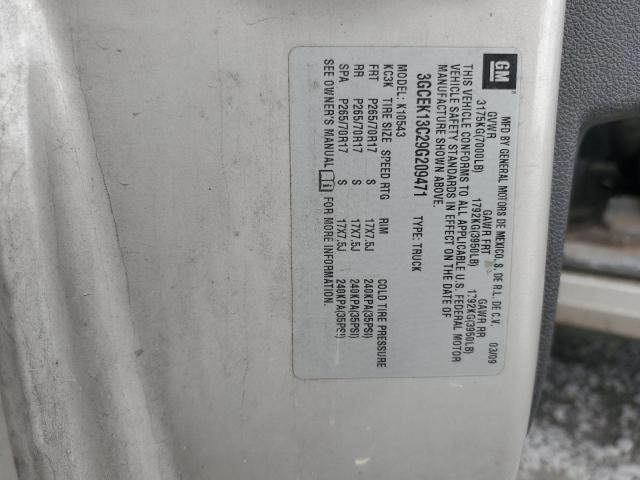 GM
MFD BY GENERAL MOTORS DE MEXICO, S. DE R.L. DE C.V. 03/09
GVWR GAWR FRT GAWR RR
3175KG(7000LB) 1792KG(3950LB) 1792KG(3950LB)
THIS VEHICLE CONFORMS TO ALL APPLICABLE U.S. FEDERAL MOTOR
VEHICLE SAFETY STANDARDS IN EFFECT ON THE DATE OF
MANUFACTURE SHOWN ABOVE.
3GCEK13C29G209471 TYPE: TRUCK
MODEL: K10543
KC3K TIRE SIZE SPEED RTG RIM COLD TIRE PRESSURE
FRT P265/70R17 S 17X7.5J 240KPA(35PSI)
RR P265/70R17 S 17X7.5J 240KPA(35PSI)
SPA P265/70R17 S 17X7.5J 240KPA(35PSI)
SEE OWNER'S MANUAL FOR MORE INFORMATION.